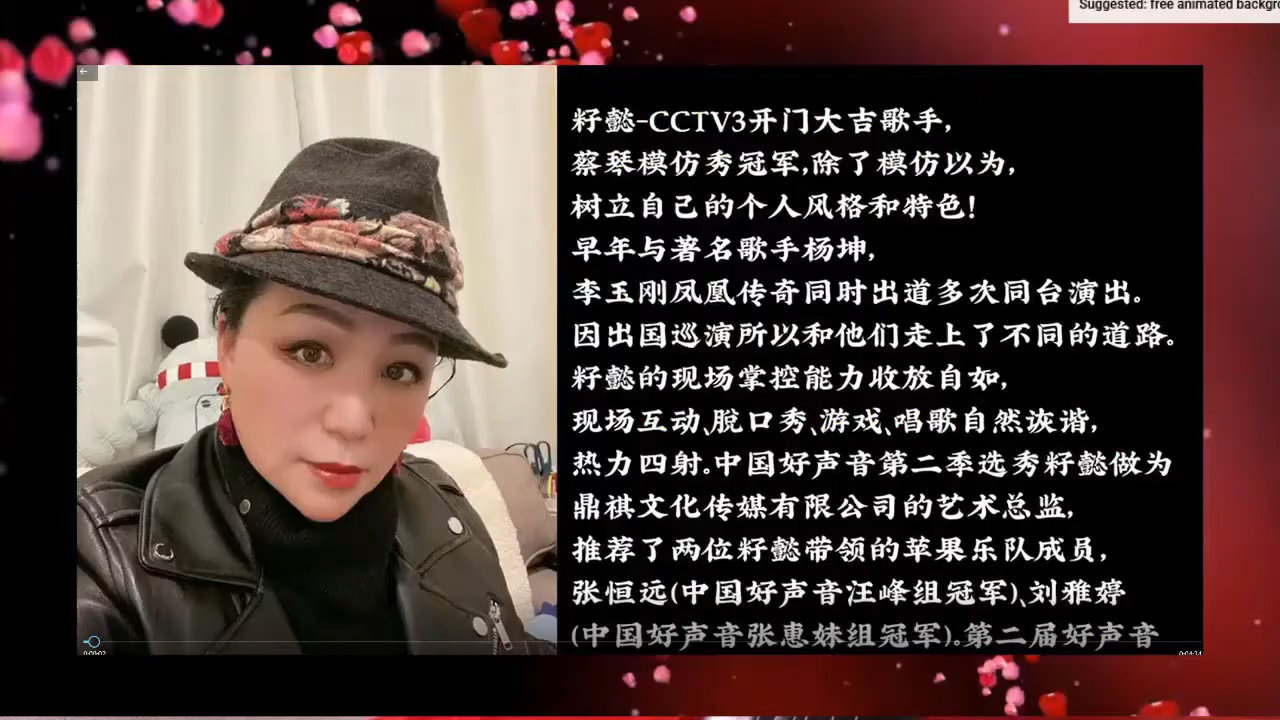 Suggested: free animated backgro
籽懿-CCTV3开门大吉歌手,
蔡琴模仿秀冠军,除了模仿以为,
树立自己的个人风格和特色!
早年与著名歌手杨坤,
李玉刚凤凰传奇同时出道多次同台演出。
因出国巡演所以和他们走上了不同的道路。
籽懿的现场掌控能力收放自如,
现场互动、脱口秀、游戏、唱歌自然诙谐,
热力四射.中国好声音第二季选秀籽懿做为
鼎祺文化传媒有限公司的艺术总监,
推荐了两位籽懿带领的苹果乐队成员,
张恒远(中国好声音汪峰组冠军)、刘雅婷
(中国好声音张惠妹组冠军).第二届好声音
0:00:02
0:04:14